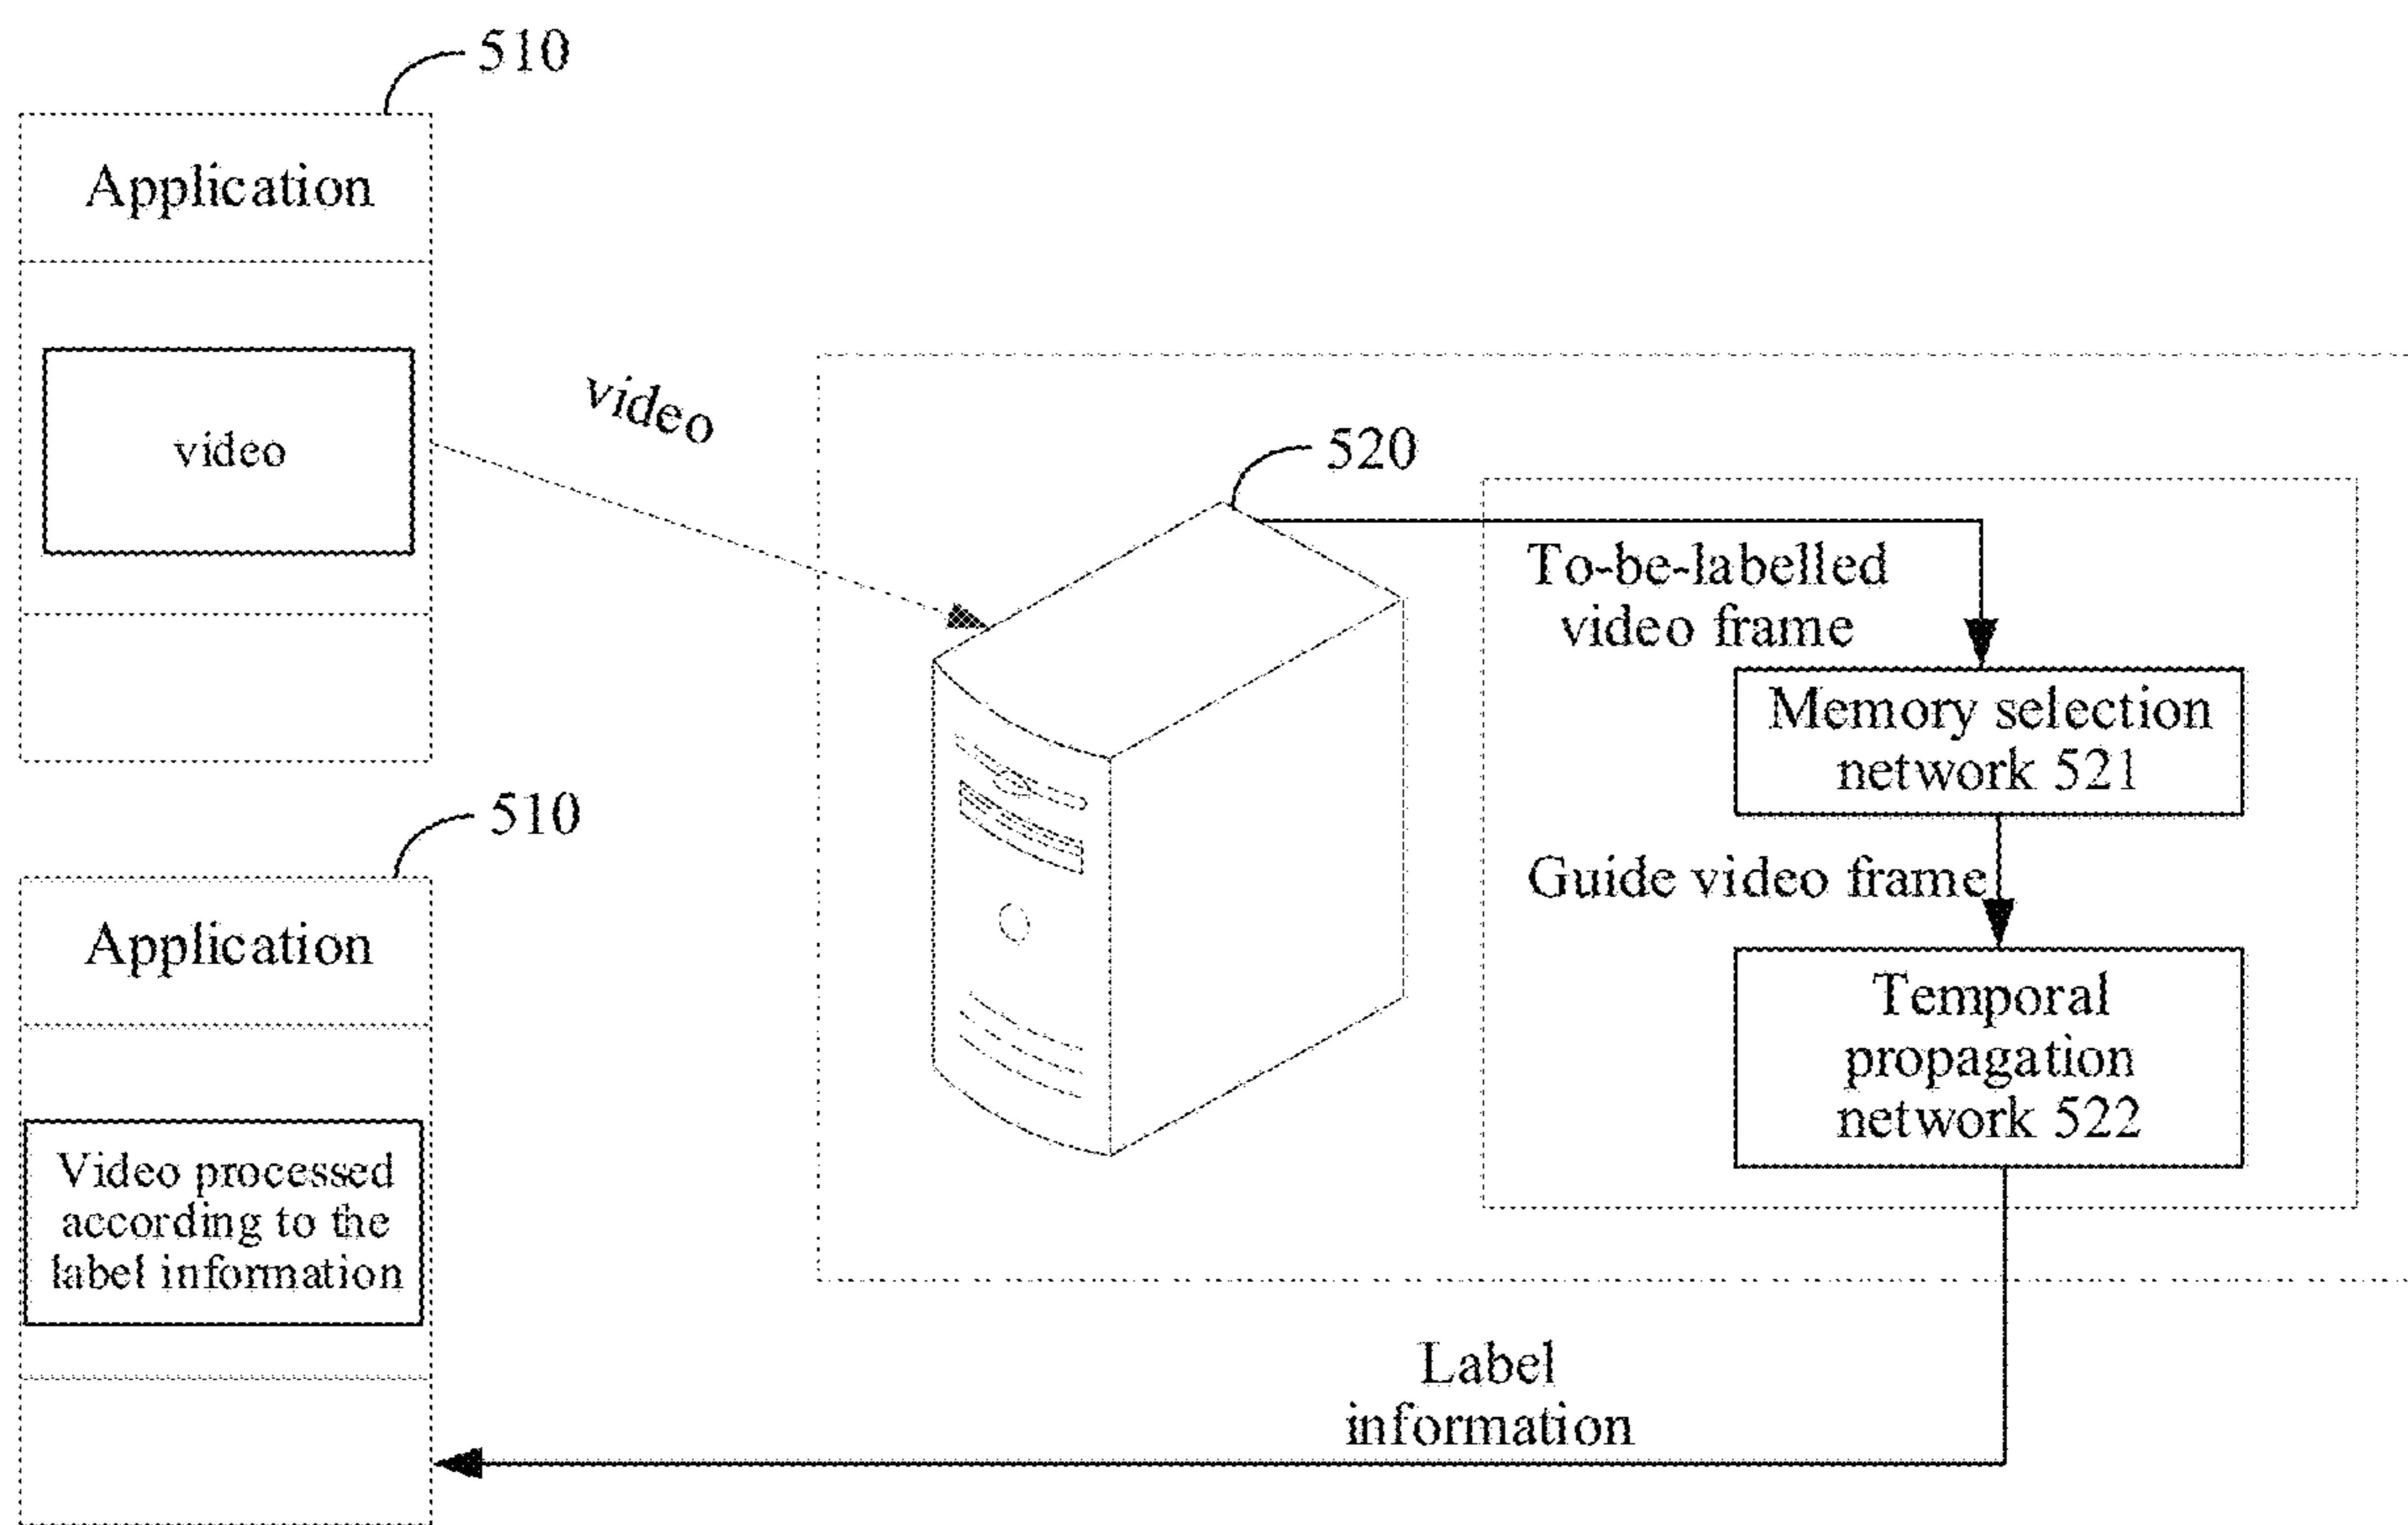 510
Application
video
video
520
To-be-labelled
video frame
Memory selection
network 521
Guide video frame
Temporal
propagation
network 522
510
Application
Video processed
according to the
label information
Label
information